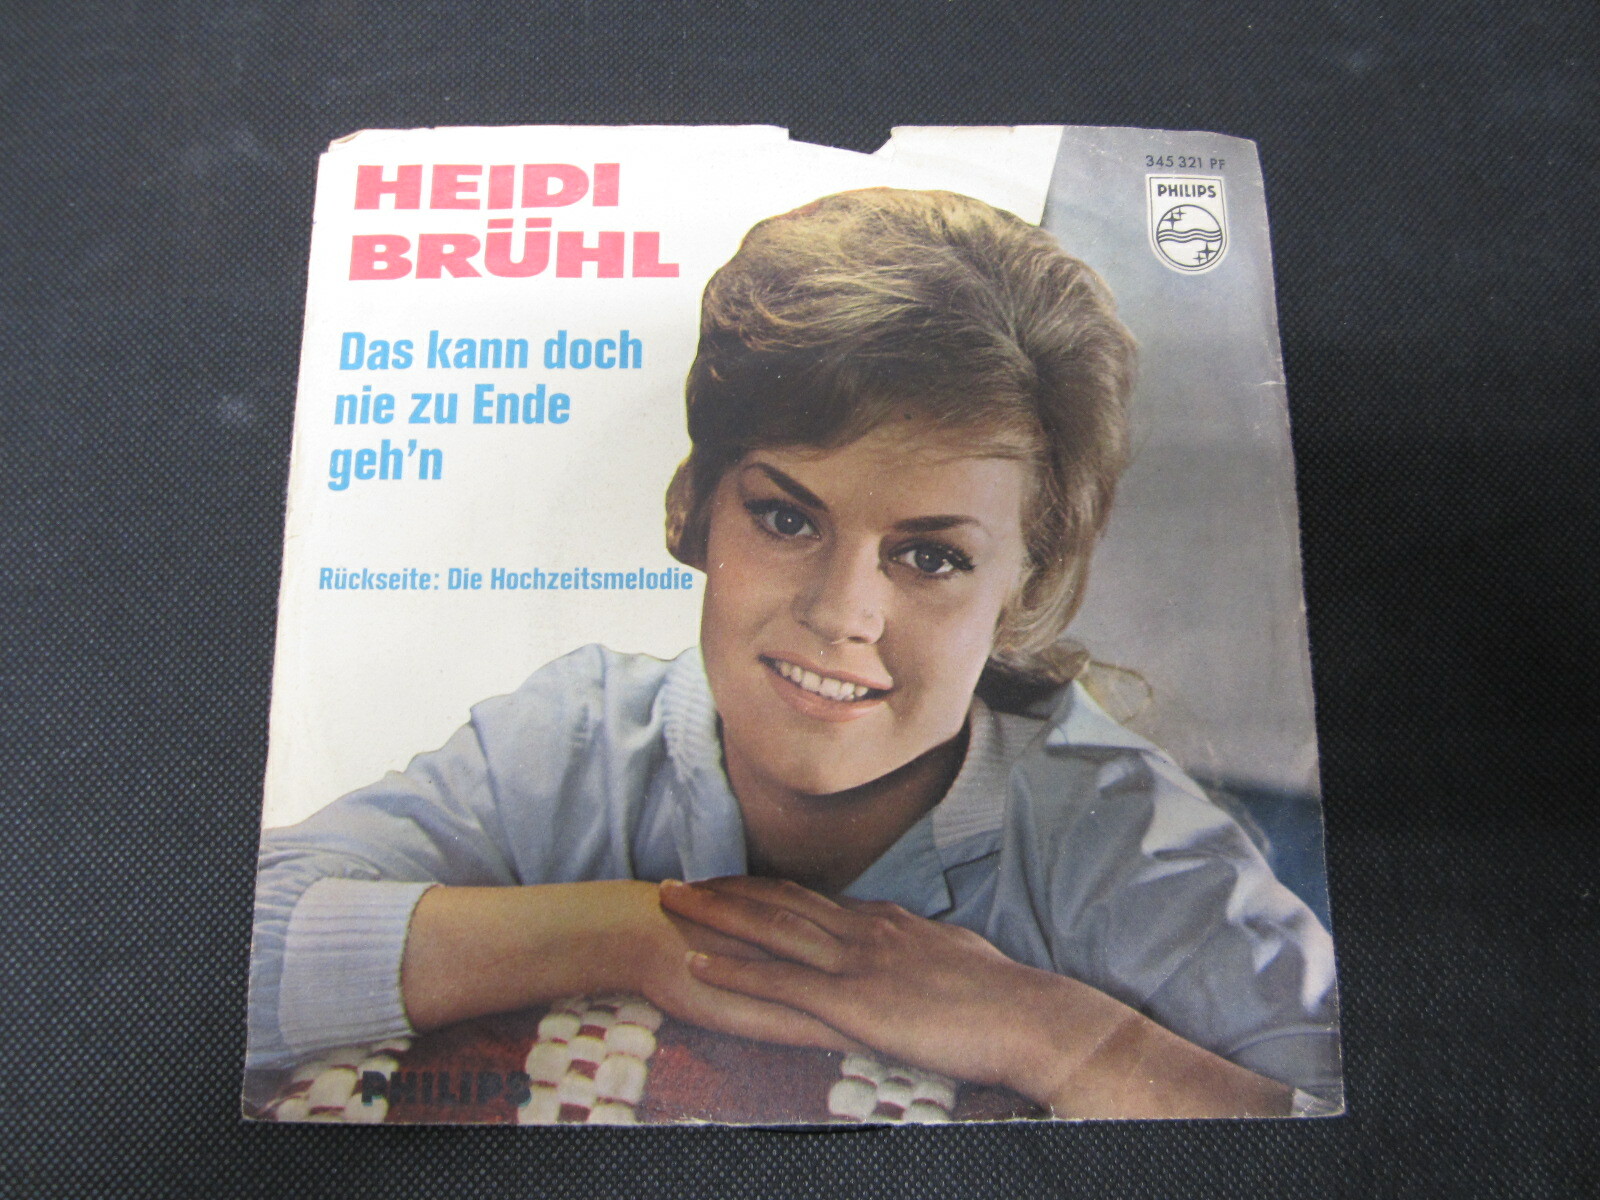 HEIDI
BRÜHL
345 321 PF
PHILIPS
Das kann doch
nie zu Ende
geh'n
Rückseite: Die Hochzeitsmelodie
PHILIPS